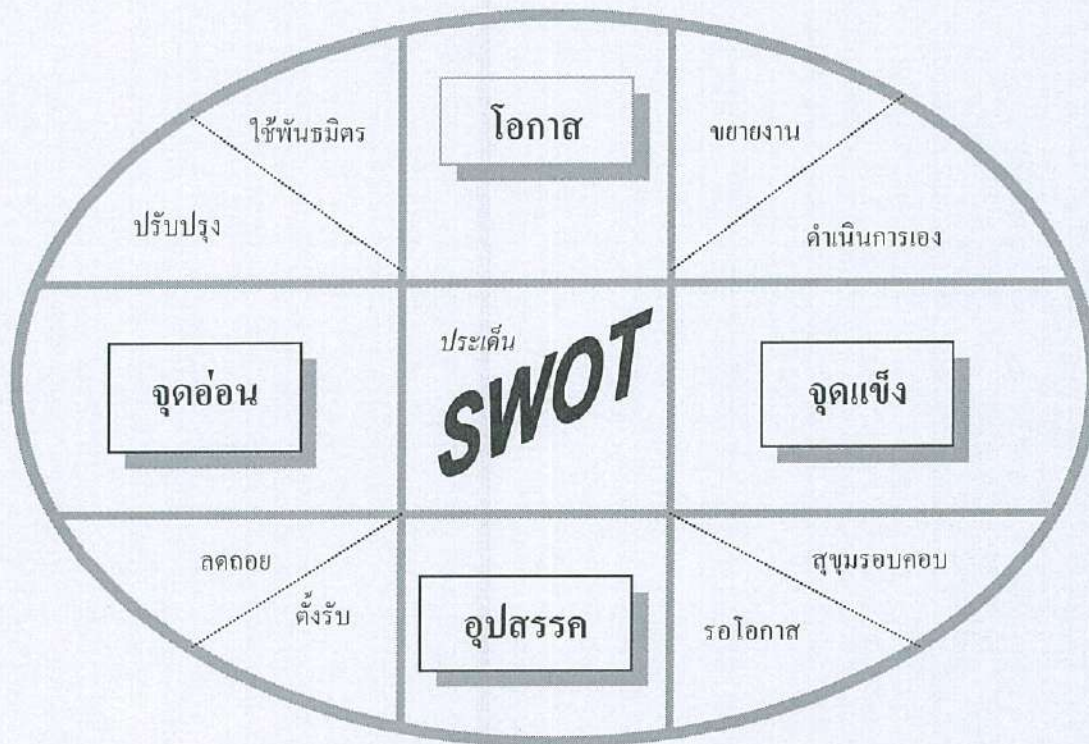 ใช้พันธมิตร
โอกาส
ขยายงาน
ปรับปรุง
ดำเนินการเอง
ประเด็น
SWOT
จุดอ่อน
จุดแข็ง
ลดถอย
สุขุมรอบคอบ
ตั้งรับ
อุปสรรค
รอโอกาส